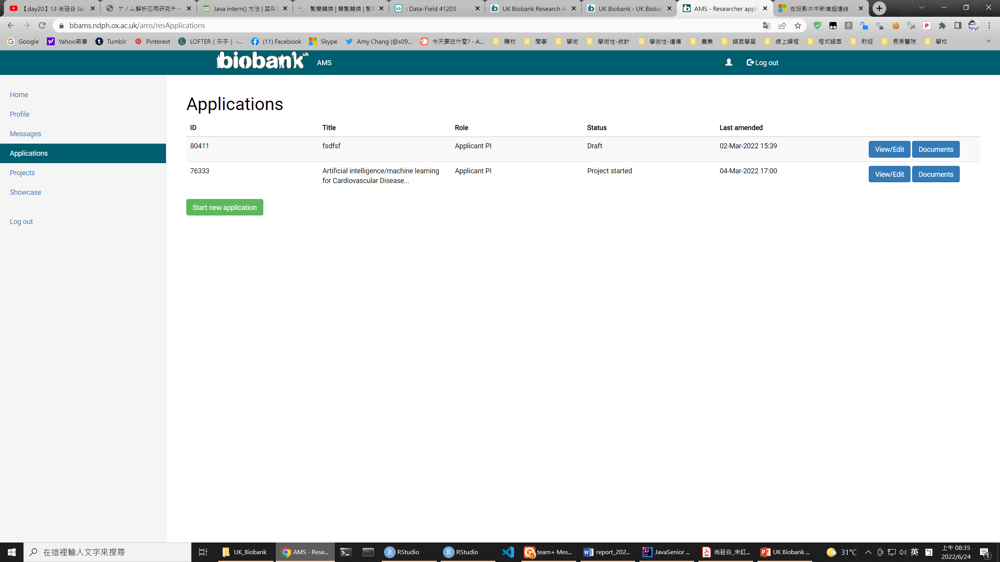 【day20】13 尚硅谷 Jav
ゲノム解析応用研究チー
Java intern() 方法 | 菜鸟
繁簡轉換 | 簡繁轉換 | 繁
: Data-Field 41203
UK Biobank Research A
UK Biobank - UK Bioban
AMS - Researcher appli
在投影片中新增超連結
bbams.ndph.ox.ac.uk/ams/resApplications
Google
Yahoo奇摩
Tumblr
Pinterest
LOFTER（乐乎） -...
(11) Facebook
Skype
Amy Chang (@s09...
今天要吃什麼? - A...
購物
閒事
學術
學術性-統計
學術性-遺傳
農業
語言學習
線上課程
程式語言
財經
長庚醫院
學校
»
biobank uk
AMS
Log out
Home
Profile
Messages
Applications
Projects
Showcase
Log out
Applications
ID Title Role Status Last amended
80411 fsdfsf Applicant PI Draft 02-Mar-2022 15:39 View/Edit Documents
76333 Artificial intelligence/machine learning Applicant PI Project started 04-Mar-2022 17:00 View/Edit Documents
for Cardiovascular Disease...
Start new application
在這裡輸入文字來搜尋
UK_Biobank
AMS - Rese...
RStudio
RStudio
5
team+ Mes...
report_202...
JavaSenior ...
尚硅谷_宋红...
UK Biobank ...
31°C
英
上午 08:35
2022/6/24
1